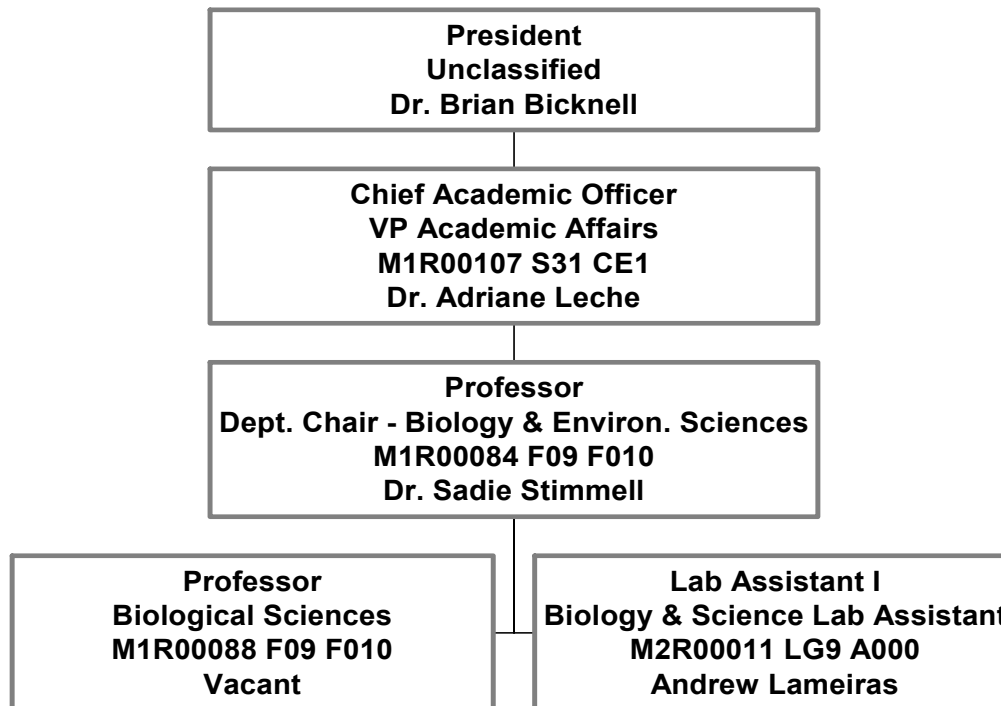 President
Unclassified
Dr. Brian Bicknell
Chief Academic Officer
VP Academic Affairs
M1R00107 S31 CE1
Dr. Adriane Leche
Professor
Dept. Chair - Biology & Environ. Sciences
M1R00084 F09 F010
Dr. Sadie Stimmell
Professor
Biological Sciences
M1R00088 F09 F010
Vacant
Lab Assistant I
Biology & Science Lab Assistant
M2R00011 LG9 A000
Andrew Lameiras